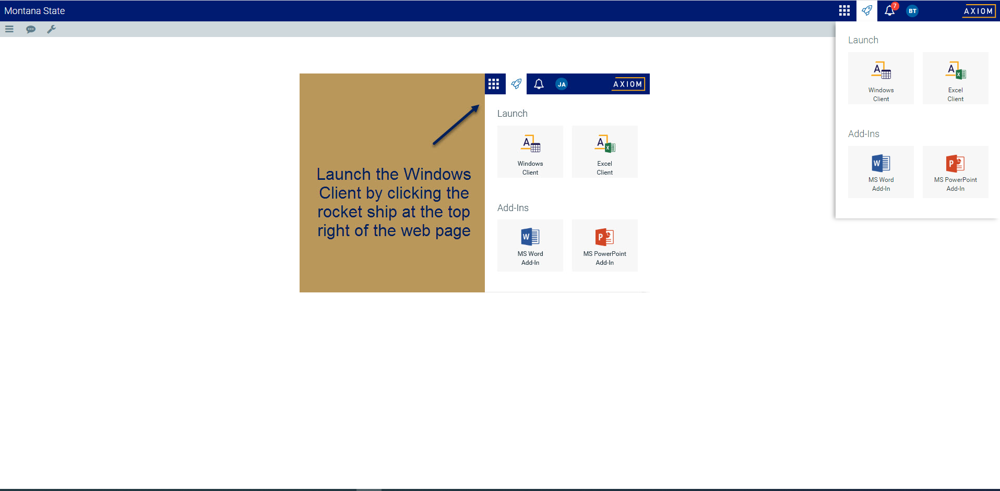 Montana State
7
BT
AXIOM
Launch
Windows
Client
Excel
Client
Add-Ins
MS Word
Add-In
MS PowerPoint
Add-In
JA
AXIOM
Launch the Windows
Client by clicking the
rocket ship at the top
right of the web page
Launch
Windows
Client
Excel
Client
Add-Ins
MS Word
Add-In
MS PowerPoint
Add-In